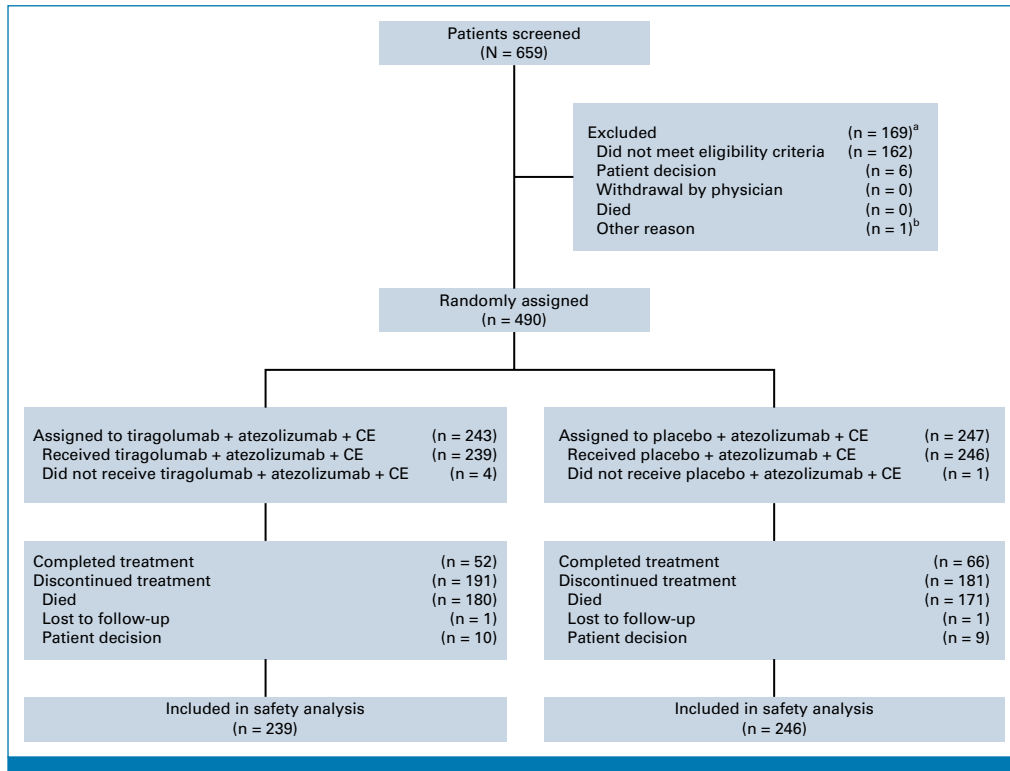 Patients screened
(N = 659)
Excluded (n = 169)a
Did not meet eligibility criteria (n = 162)
Patient decision (n = 6)
Withdrawal by physician (n = 0)
Died (n = 0)
Other reason (n = 1)b
Randomly assigned
(n = 490)
Assigned to tiragolumab + atezolizumab + CE (n = 243)
Received tiragolumab + atezolizumab + CE (n = 239)
Did not receive tiragolumab + atezolizumab + CE (n = 4)
Assigned to placebo + atezolizumab + CE (n = 247)
Received placebo + atezolizumab + CE (n = 246)
Did not receive placebo + atezolizumab + CE (n = 1)
Completed treatment (n = 52)
Discontinued treatment (n = 191)
Died (n = 180)
Lost to follow-up (n = 1)
Patient decision (n = 10)
Completed treatment (n = 66)
Discontinued treatment (n = 181)
Died (n = 171)
Lost to follow-up (n = 1)
Patient decision (n = 9)
Included in safety analysis
(n = 239)
Included in safety analysis
(n = 246)